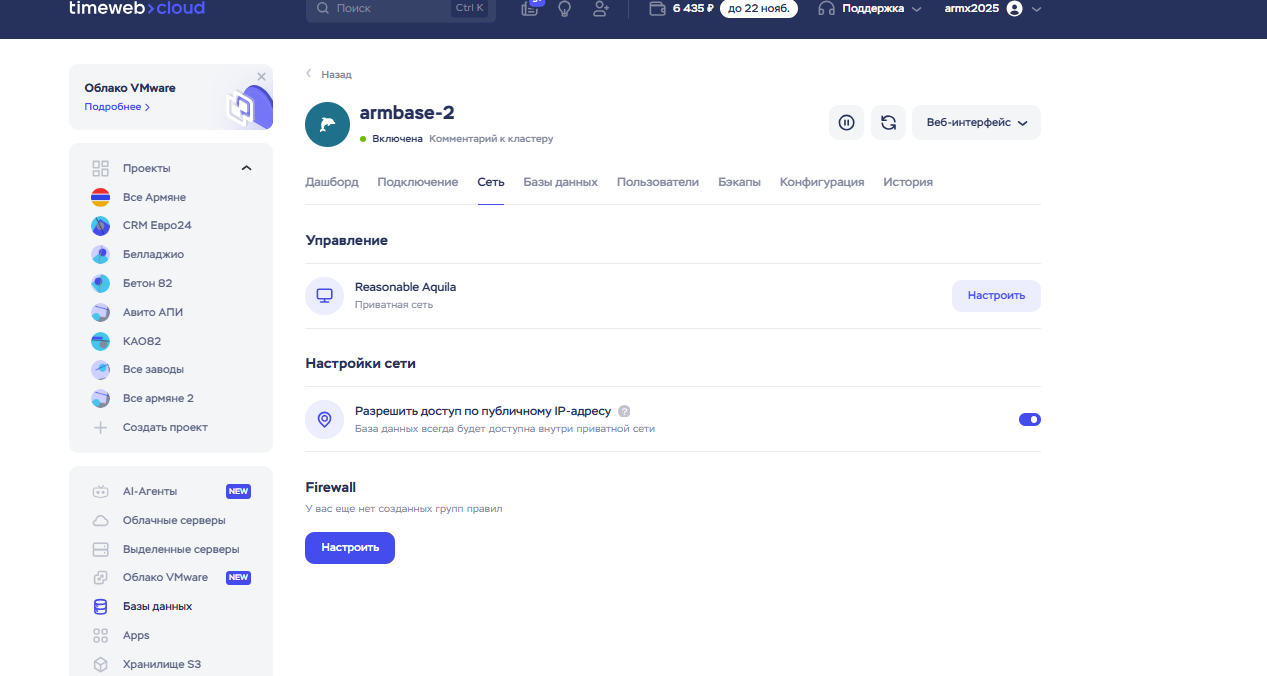 timeweb>cloud
Поиск
Ctrl K
6 435 ₽
до 22 нояб.
Поддержка
armx2025
Облако VMware
Подробнее
Проекты
Все Армяне
CRM Евро24
Белладжио
Бетон 82
Авито АПИ
КАО82
Все заводы
Все армяне 2
Создать проект
AI-Агенты NEW
Облачные серверы
Выделенные серверы
Облако VMware NEW
Базы данных
Apps
Хранилище S3
Назад
armbase-2
Включена Комментарий к кластеру
Веб-интерфейс
Дашборд Подключение Сеть Базы данных Пользователи Бэкапы Конфигурация История
Управление
Reasonable Aquila
Приватная сеть
Настроить
Настройки сети
Разрешить доступ по публичному IP-адресу ?
База данных всегда будет доступна внутри приватной сети
Firewall
У вас еще нет созданных групп правил
Настроить